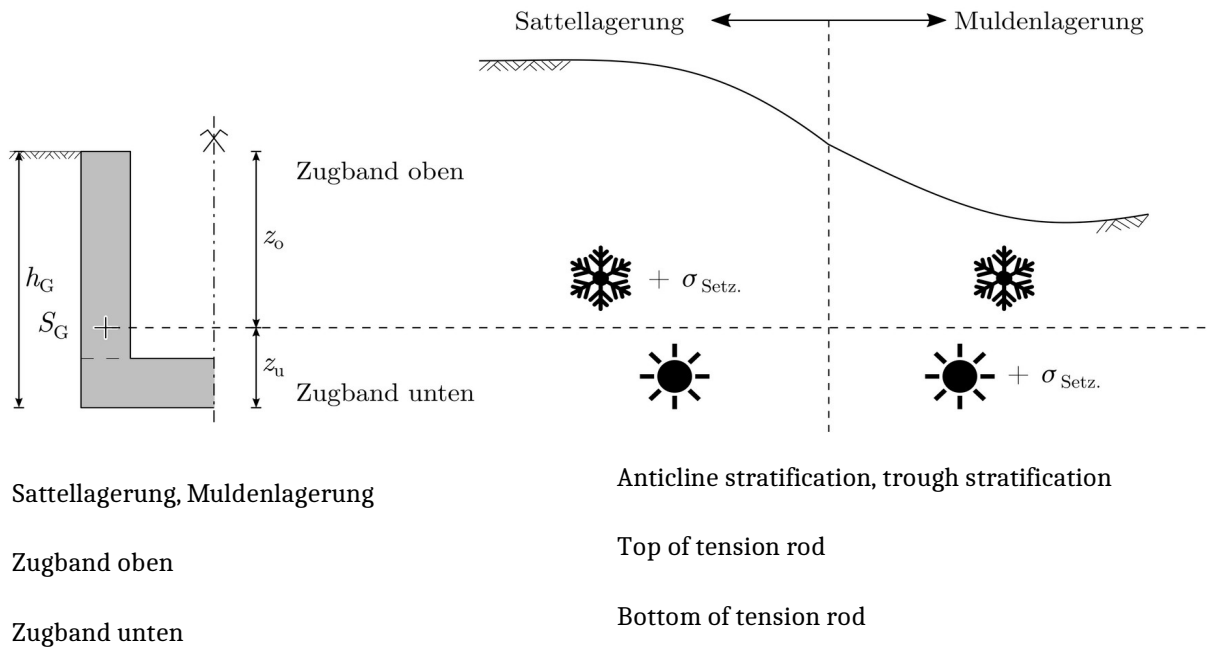 Sattellagerung Muldenlagerung
Zugband oben
z_o
h_G
+ σ_Setz.
S_G
z_u
+ σ_Setz.
Zugband unten
Sattellagerung, Muldenlagerung
Anticline stratification, trough stratification
Zugband oben
Top of tension rod
Zugband unten
Bottom of tension rod